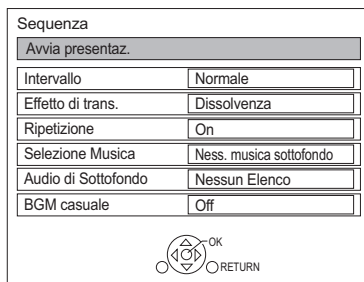 Sequenza
Avvia presentaz.
Intervallo Normale
Effetto di trans. Dissolvenza
Ripetizione On
Selezione Musica Ness. musica sottofondo
Audio di Sottofondo Nessun Elenco
BGM casuale Off
OK
RETURN